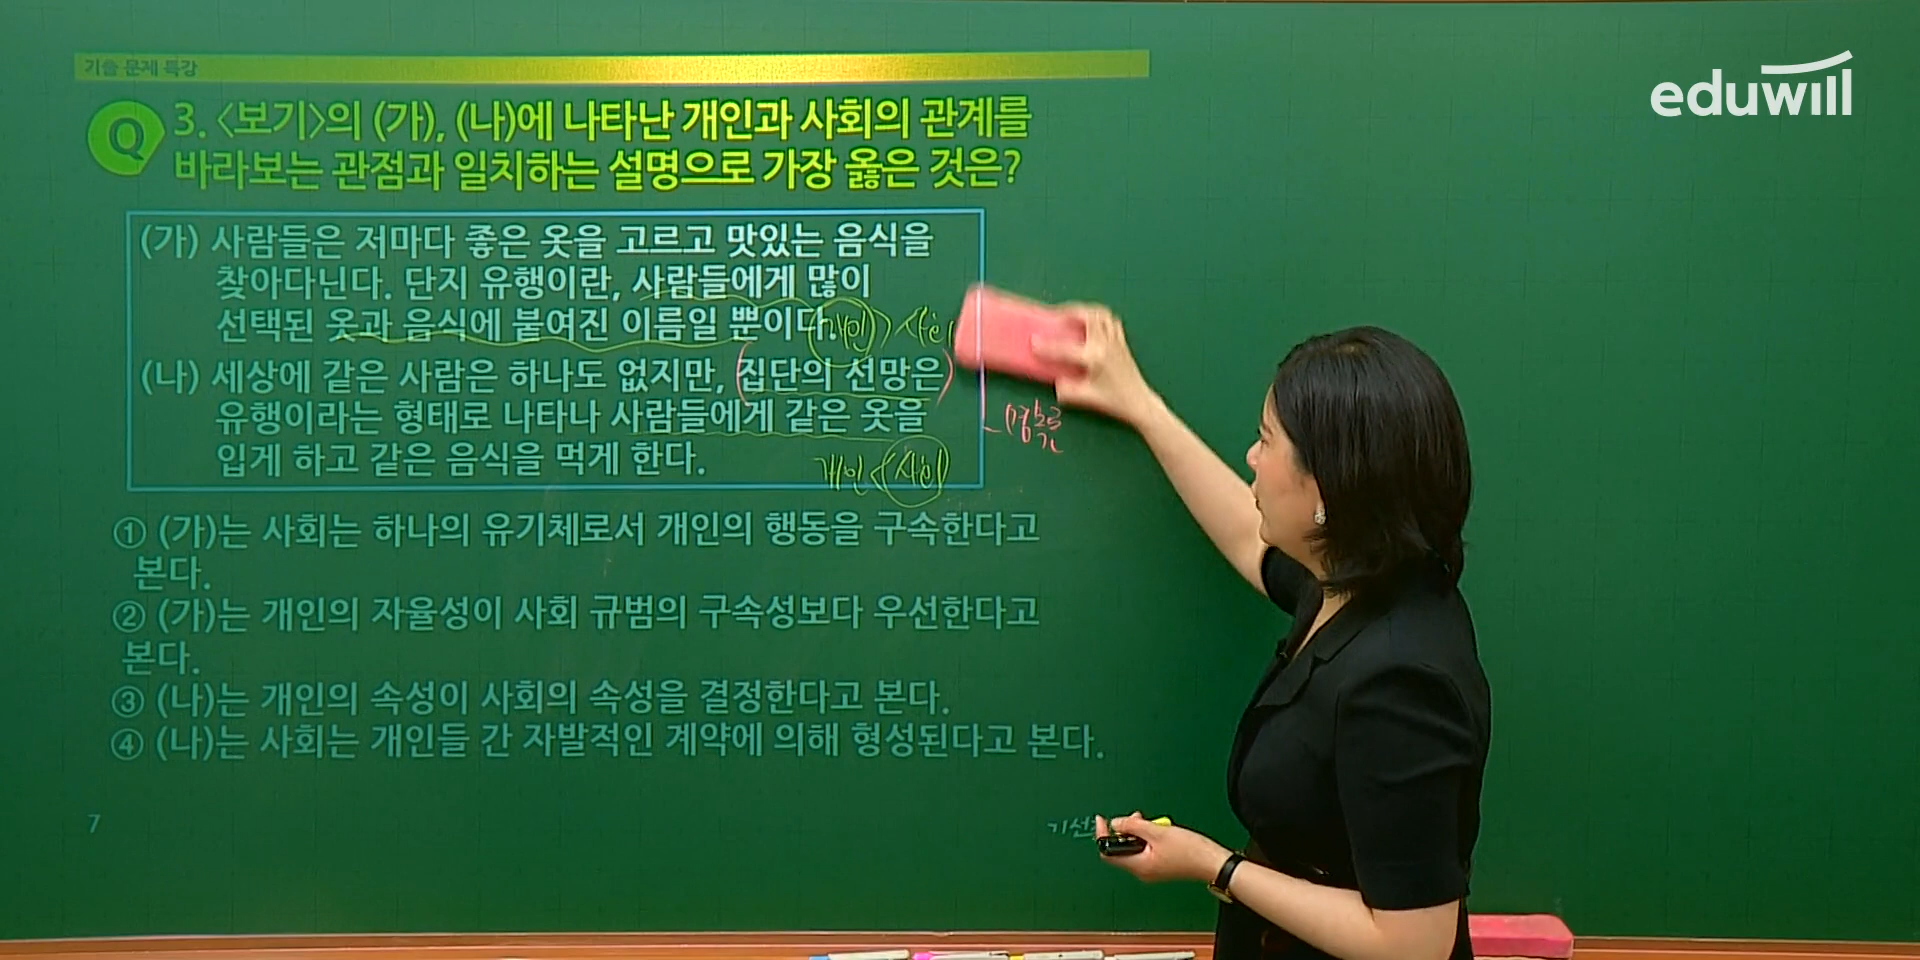 기출 문제 특강
eduwill
Q
3. <보기>의 (가), (나)에 나타난 개인과 사회의 관계를
바라보는 관점과 일치하는 설명으로 가장 옳은 것은?
(가) 사람들은 저마다 좋은 옷을 고르고 맛있는 음식을
찾아다닌다. 단지 유행이란, 사람들에게 많이
선택된 옷과 음식에 붙여진 이름일 뿐이다.
개인 > 사회
(나) 세상에 같은 사람은 하나도 없지만, (집단의 선망은)
유행이라는 형태로 나타나 사람들에게 같은 옷을
입게 하고 같은 음식을 먹게 한다.
개인 < 사회
① (가)는 사회는 하나의 유기체로서 개인의 행동을 구속한다고
본다.
② (가)는 개인의 자율성이 사회 규범의 구속성보다 우선한다고
본다.
③ (나)는 개인의 속성이 사회의 속성을 결정한다고 본다.
④ (나)는 사회는 개인들 간 자발적인 계약에 의해 형성된다고 본다.
7